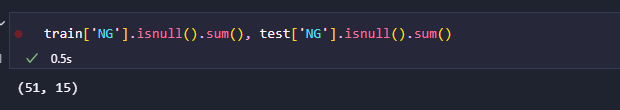 train['NG'].isnull().sum(), test['NG'].isnull().sum()
0.5s
(51, 15)